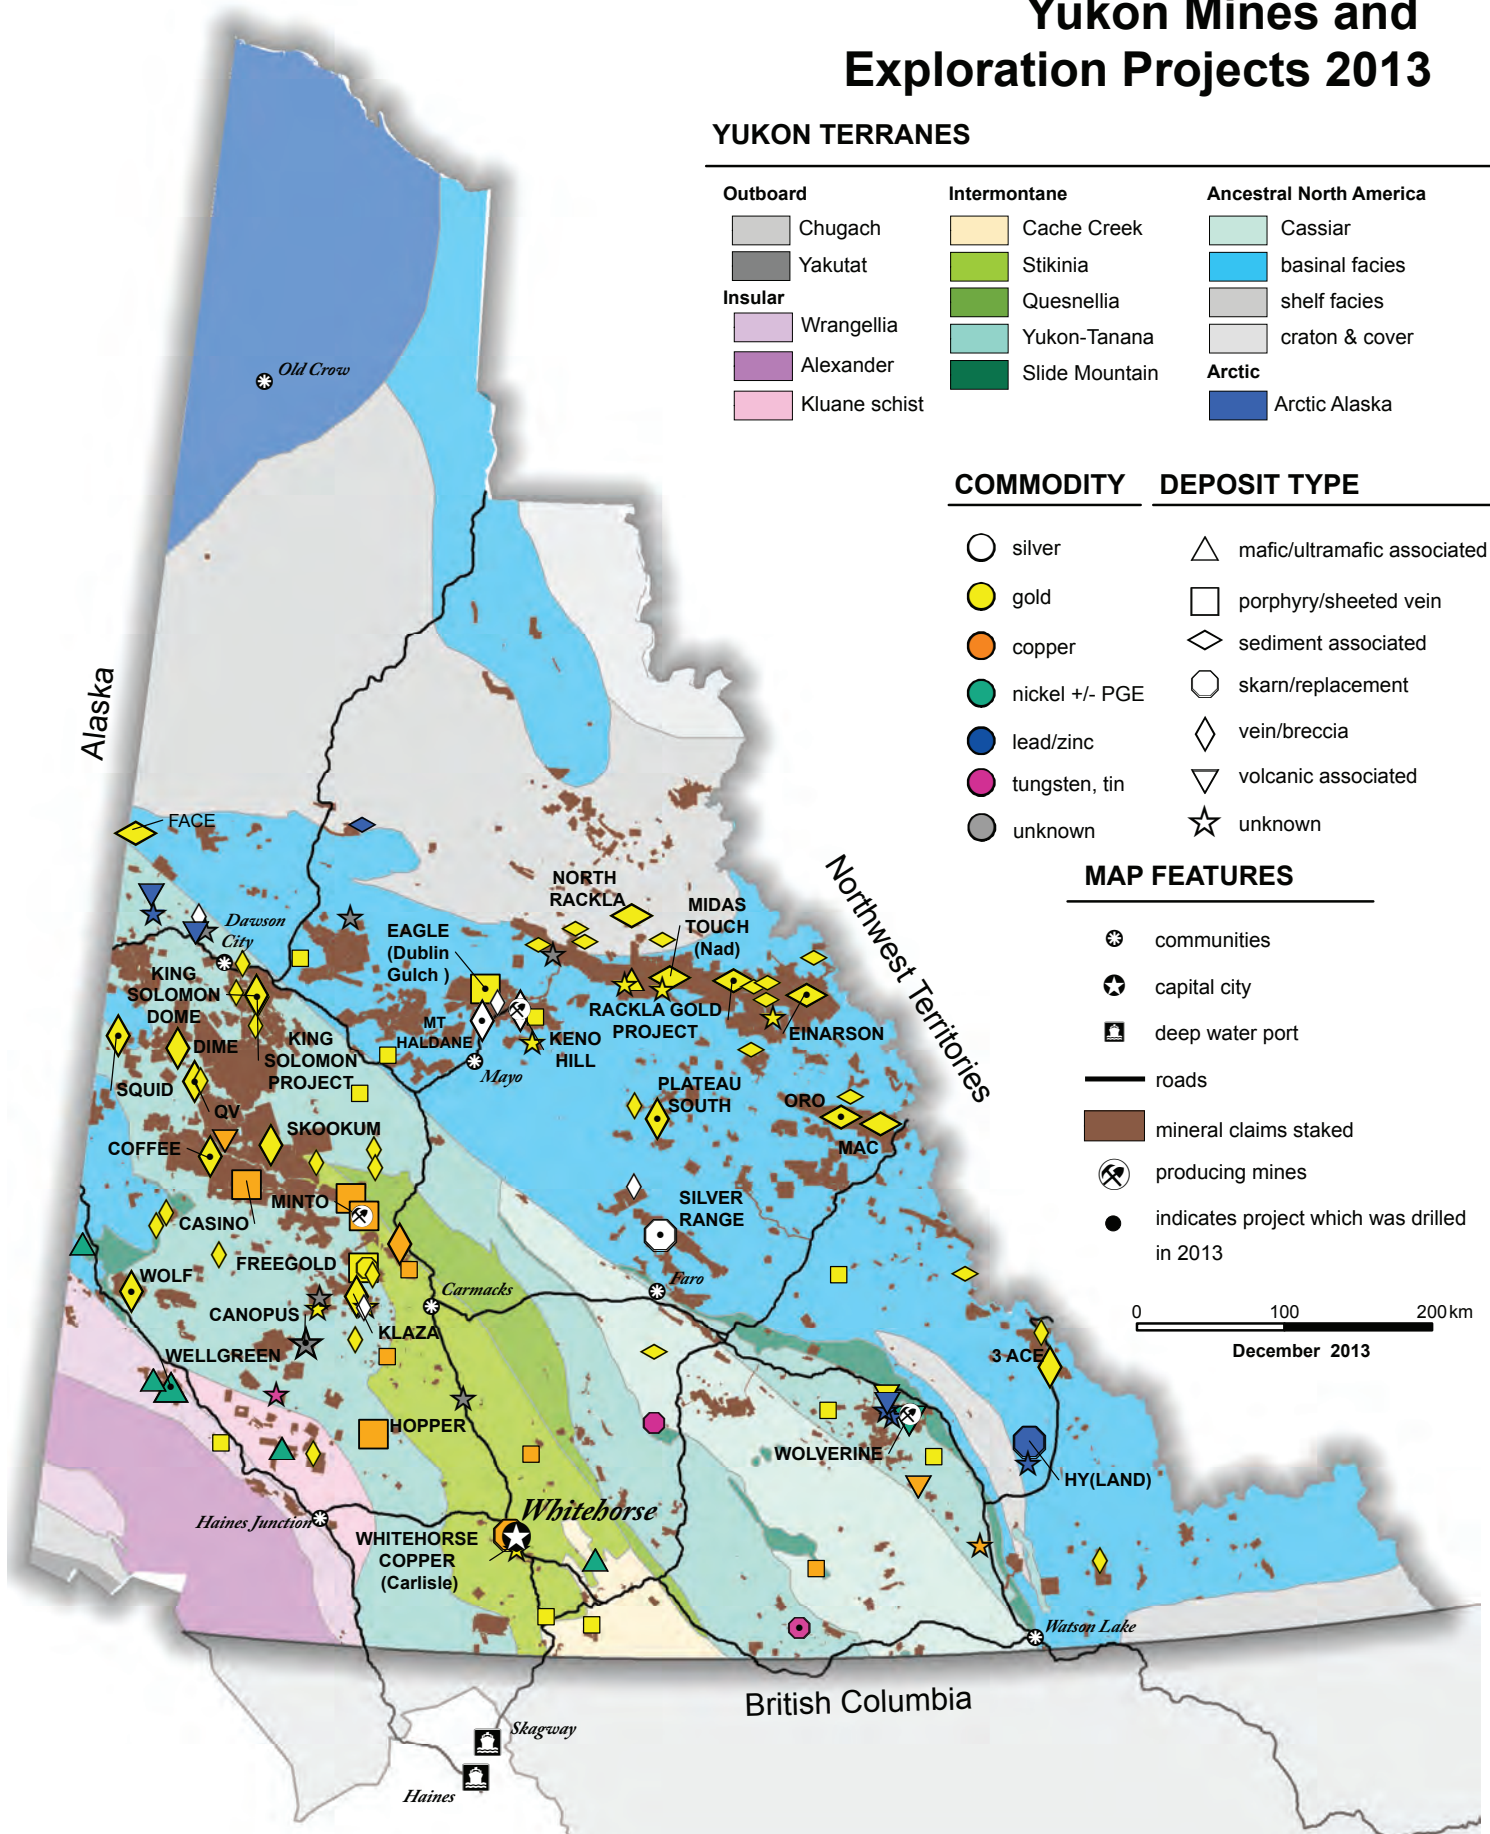 Yukon Mines and
Exploration Projects 2013
YUKON TERRANES
Outboard
Chugach
Yakutat
Insular
Wrangellia
Alexander
Kluane schist
Intermontane
Cache Creek
Stikinia
Quesnellia
Yukon-Tanana
Slide Mountain
Ancestral North America
Cassiar
basinal facies
shelf facies
craton & cover
Arctic
Arctic Alaska
COMMODITY
silver
gold
copper
nickel +/- PGE
lead/zinc
tungsten, tin
unknown
DEPOSIT TYPE
mafic/ultramafic associated
porphyry/sheeted vein
sediment associated
skarn/replacement
vein/breccia
volcanic associated
unknown
MAP FEATURES
communities
capital city
deep water port
roads
mineral claims staked
producing mines
indicates project which was drilled
in 2013
0 100 200 km
December 2013
Old Crow
Alaska
Northwest Territories
FACE
Dawson
City
NORTH
RACKLA
MIDAS
TOUCH
(Nad)
EAGLE
(Dublin
Gulch )
KING
SOLOMON
DOME
MT
HALDANE
KENO
HILL
RACKLA GOLD
PROJECT
EINARSON
DIME
KING
SOLOMON
PROJECT
SQUID
QV
Mayo
PLATEAU
SOUTH
ORO
MAC
SKOOKUM
COFFEE
MINTO
CASINO
SILVER
RANGE
FREEGOLD
WOLF
Carmacks
Faro
CANOPUS
KLAZA
WELLGREEN
3 ACE
HOPPER
WOLVERINE
HY(LAND)
Whitehorse
Haines Junction
WHITEHORSE
COPPER
(Carlisle)
Watson Lake
British Columbia
Skagway
Haines